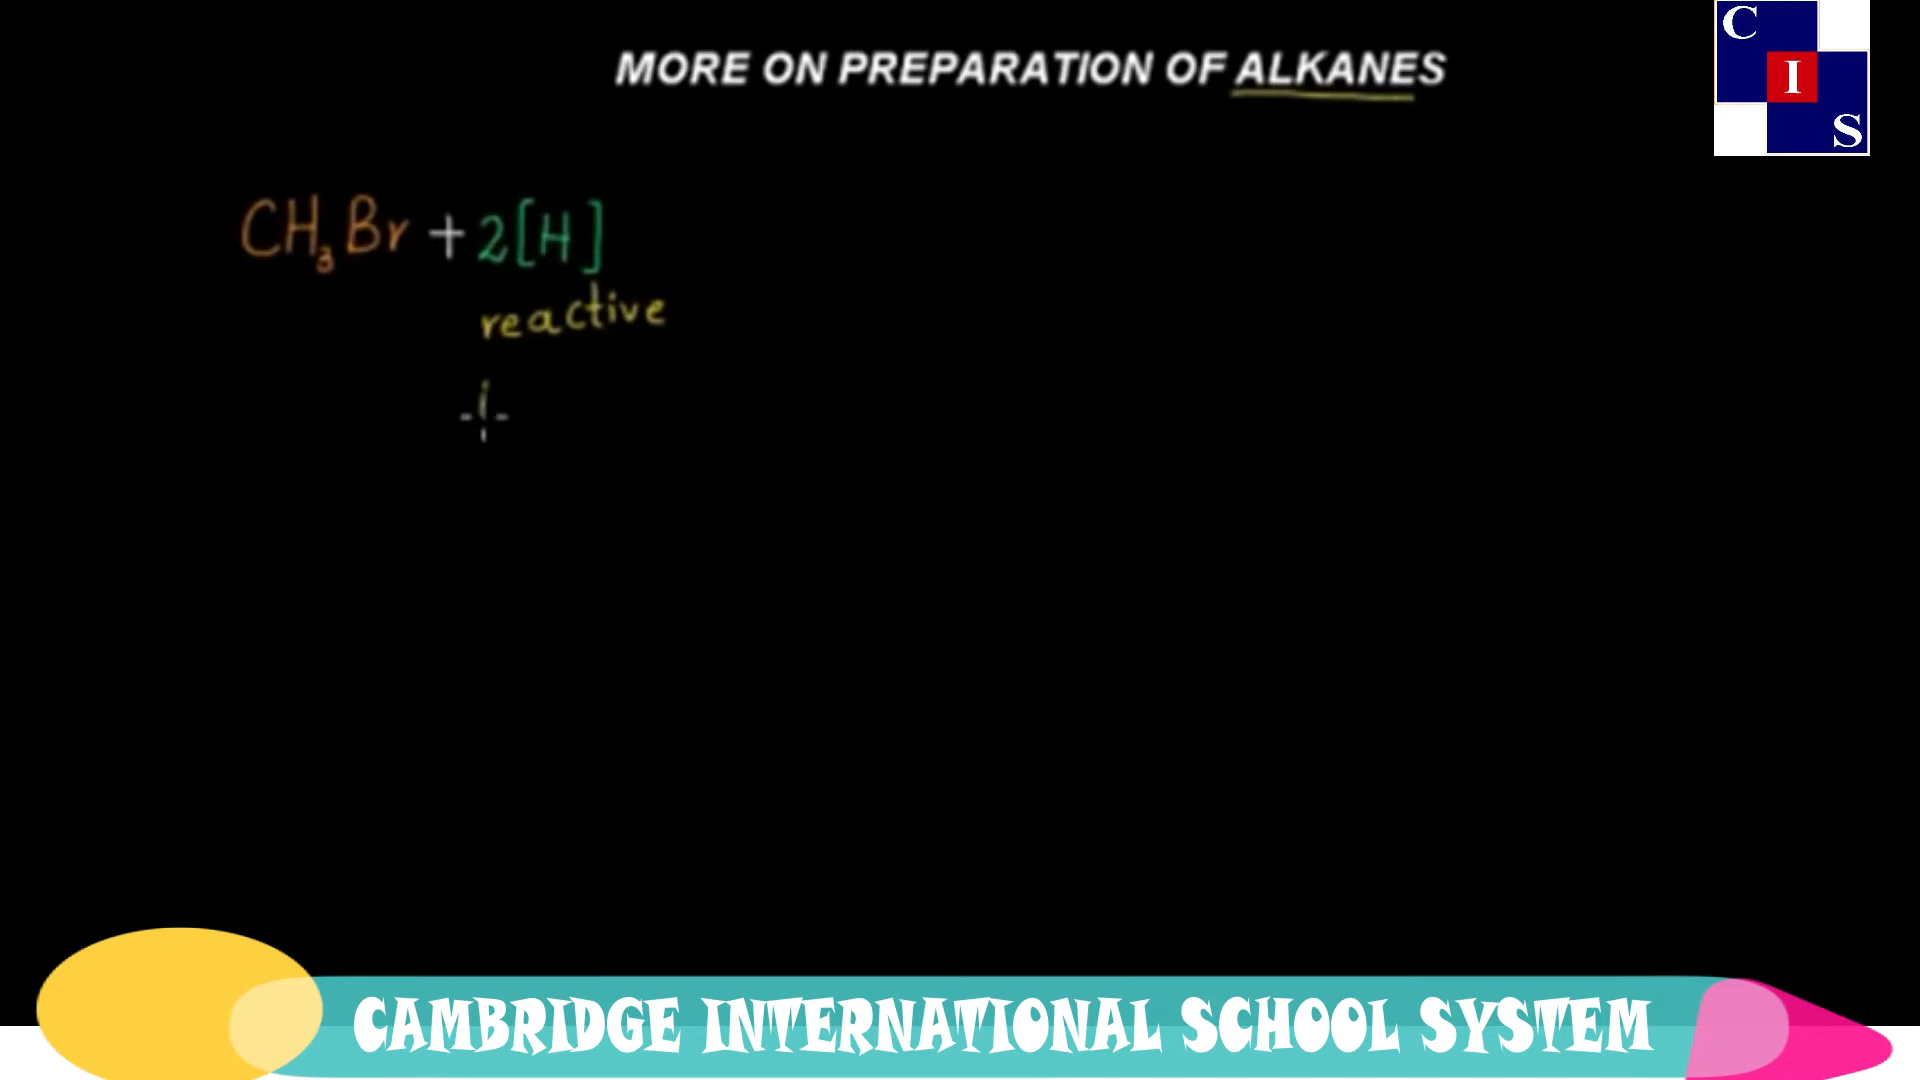 MORE ON PREPARATION OF ALKANES
C
I
S
CH₃Br + 2[H]
reactive
CAMBRIDGE INTERNATIONAL SCHOOL SYSTEM